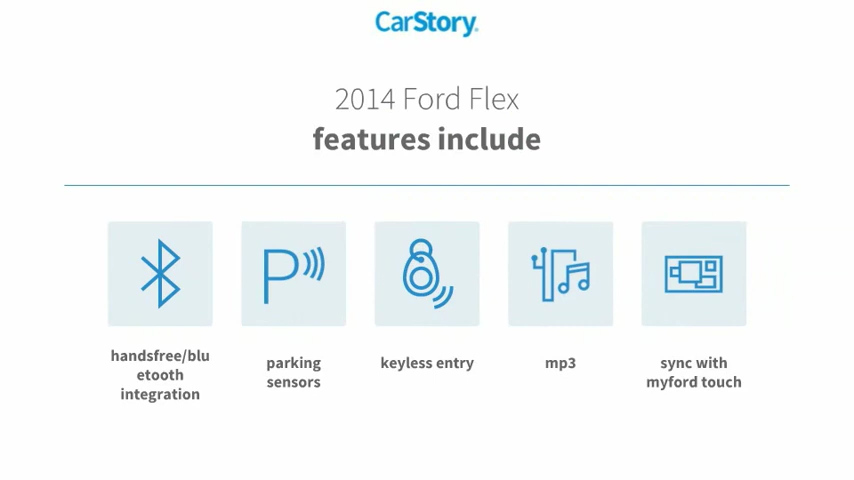 CarStory
2014 Ford Flex
features include
handsfree/blu
etooth
integration
parking
sensors
keyless entry
mp3
sync with
myford touch